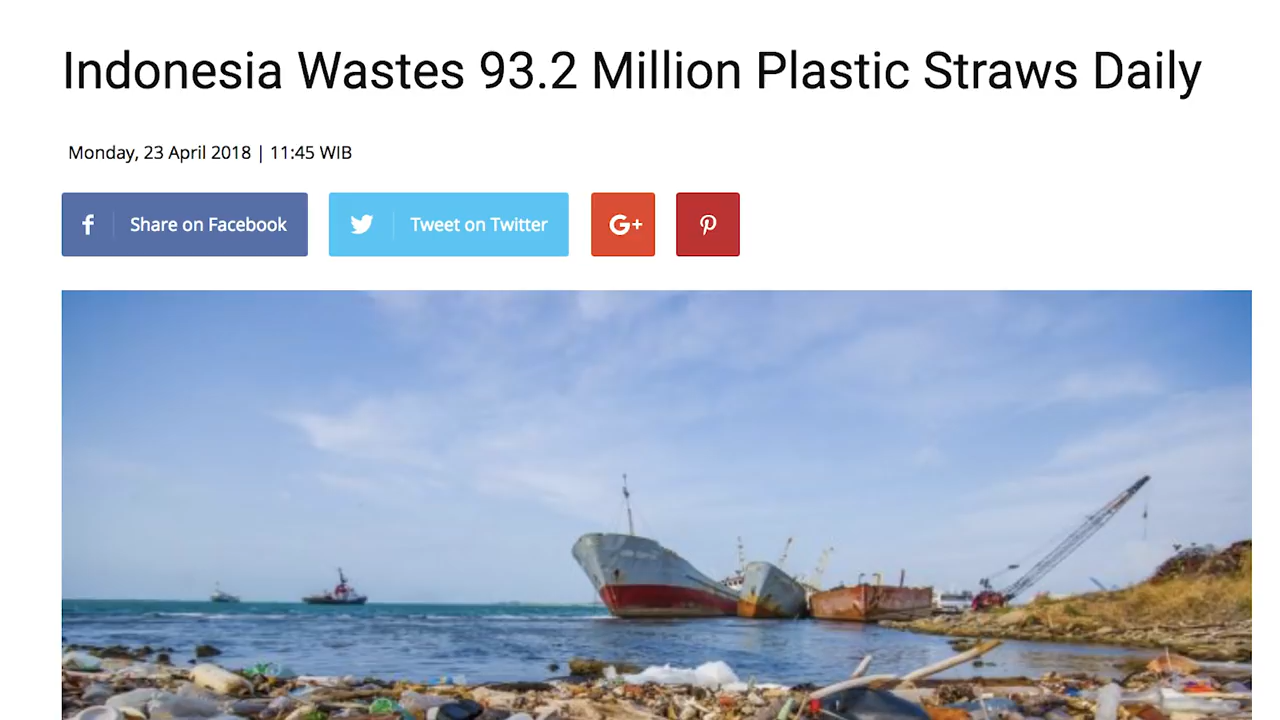 Indonesia Wastes 93.2 Million Plastic Straws Daily
Monday, 23 April 2018 | 11:45 WIB
Share on Facebook
Tweet on Twitter
G+